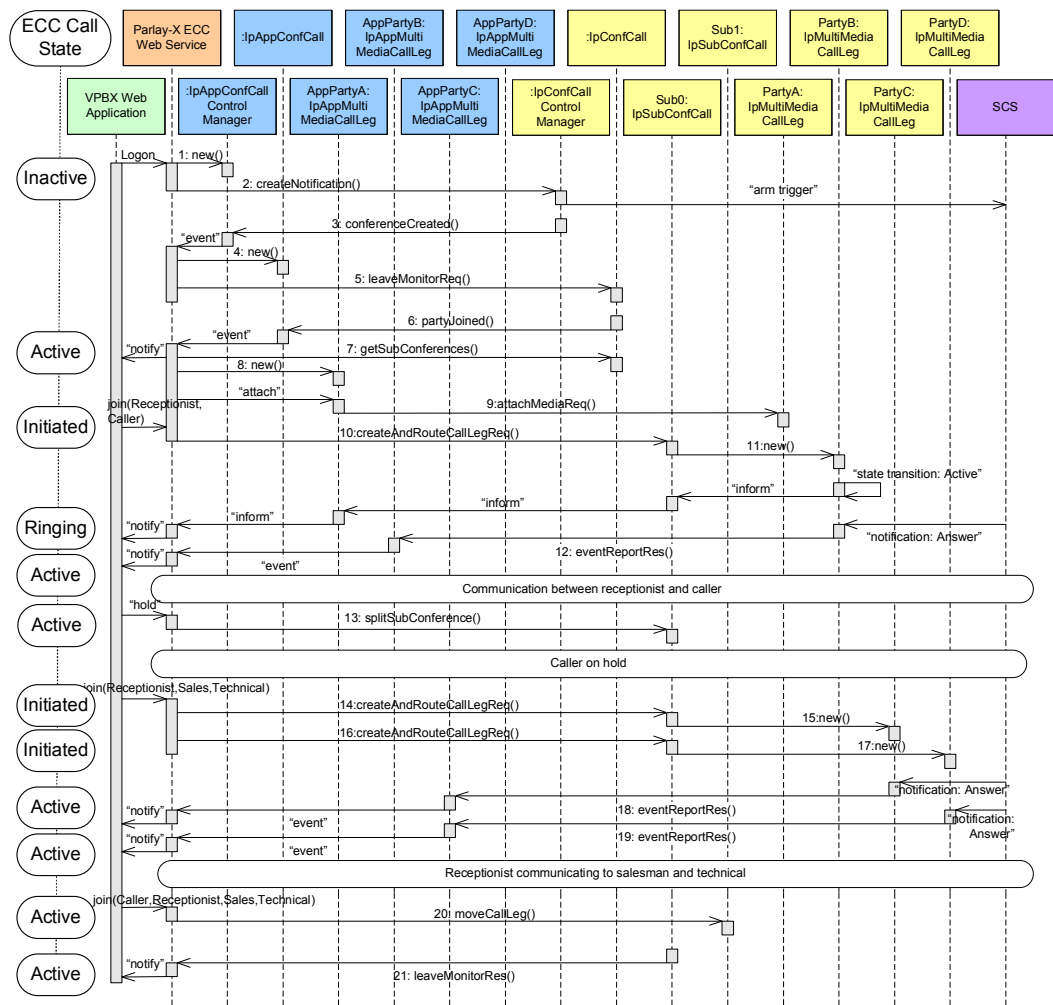 ECC Call
State
Parlay-X ECC
Web Service
:IpAppConfCall
AppPartyB:
IpAppMulti
MediaCallLeg
AppPartyD:
IpAppMulti
MediaCallLeg
:IpConfCall
Sub1:
IpSubConfCall
PartyB:
IpMultiMedia
CallLeg
PartyD:
IpMultiMedia
CallLeg
VPBX Web
Application
:IpAppConfCall
Control
Manager
AppPartyA:
IpAppMulti
MediaCallLeg
AppPartyC:
IpAppMulti
MediaCallLeg
:IpConfCall
Control
Manager
Sub0:
IpSubConfCall
PartyA:
IpMultiMedia
CallLeg
PartyC:
IpMultiMedia
CallLeg
SCS
Logon
1: new()
Inactive
2: createNotification()
“arm trigger”
3: conferenceCreated()
“event”
4: new()
5: leaveMonitorReq()
6: partyJoined()
“event”
Active
“notify”
7: getSubConferences()
8: new()
“attach”
join(Receptionist,
Caller)
9:attachMediaReq()
Initiated
10:createAndRouteCallLegReq()
11:new()
“state transition: Active”
“inform”
“inform”
“inform”
Ringing
“notify”
“notification: Answer”
“notify”
12: eventReportRes()
“event”
Active
Communication between receptionist and caller
“hold”
Active
13: splitSubConference()
Caller on hold
join(Receptionist,Sales,Technical)
Initiated
14:createAndRouteCallLegReq()
15:new()
16:createAndRouteCallLegReq()
Initiated
17:new()
“notification: Answer”
Active
“notify”
18: eventReportRes()
“event”
“notification:
Answer”
“notify”
19: eventReportRes()
“event”
Active
Receptionist communicating to salesman and technical
join(Caller,Receptionist,Sales,Technical)
Active
20: moveCallLeg()
“notify”
Active
21: leaveMonitorRes()